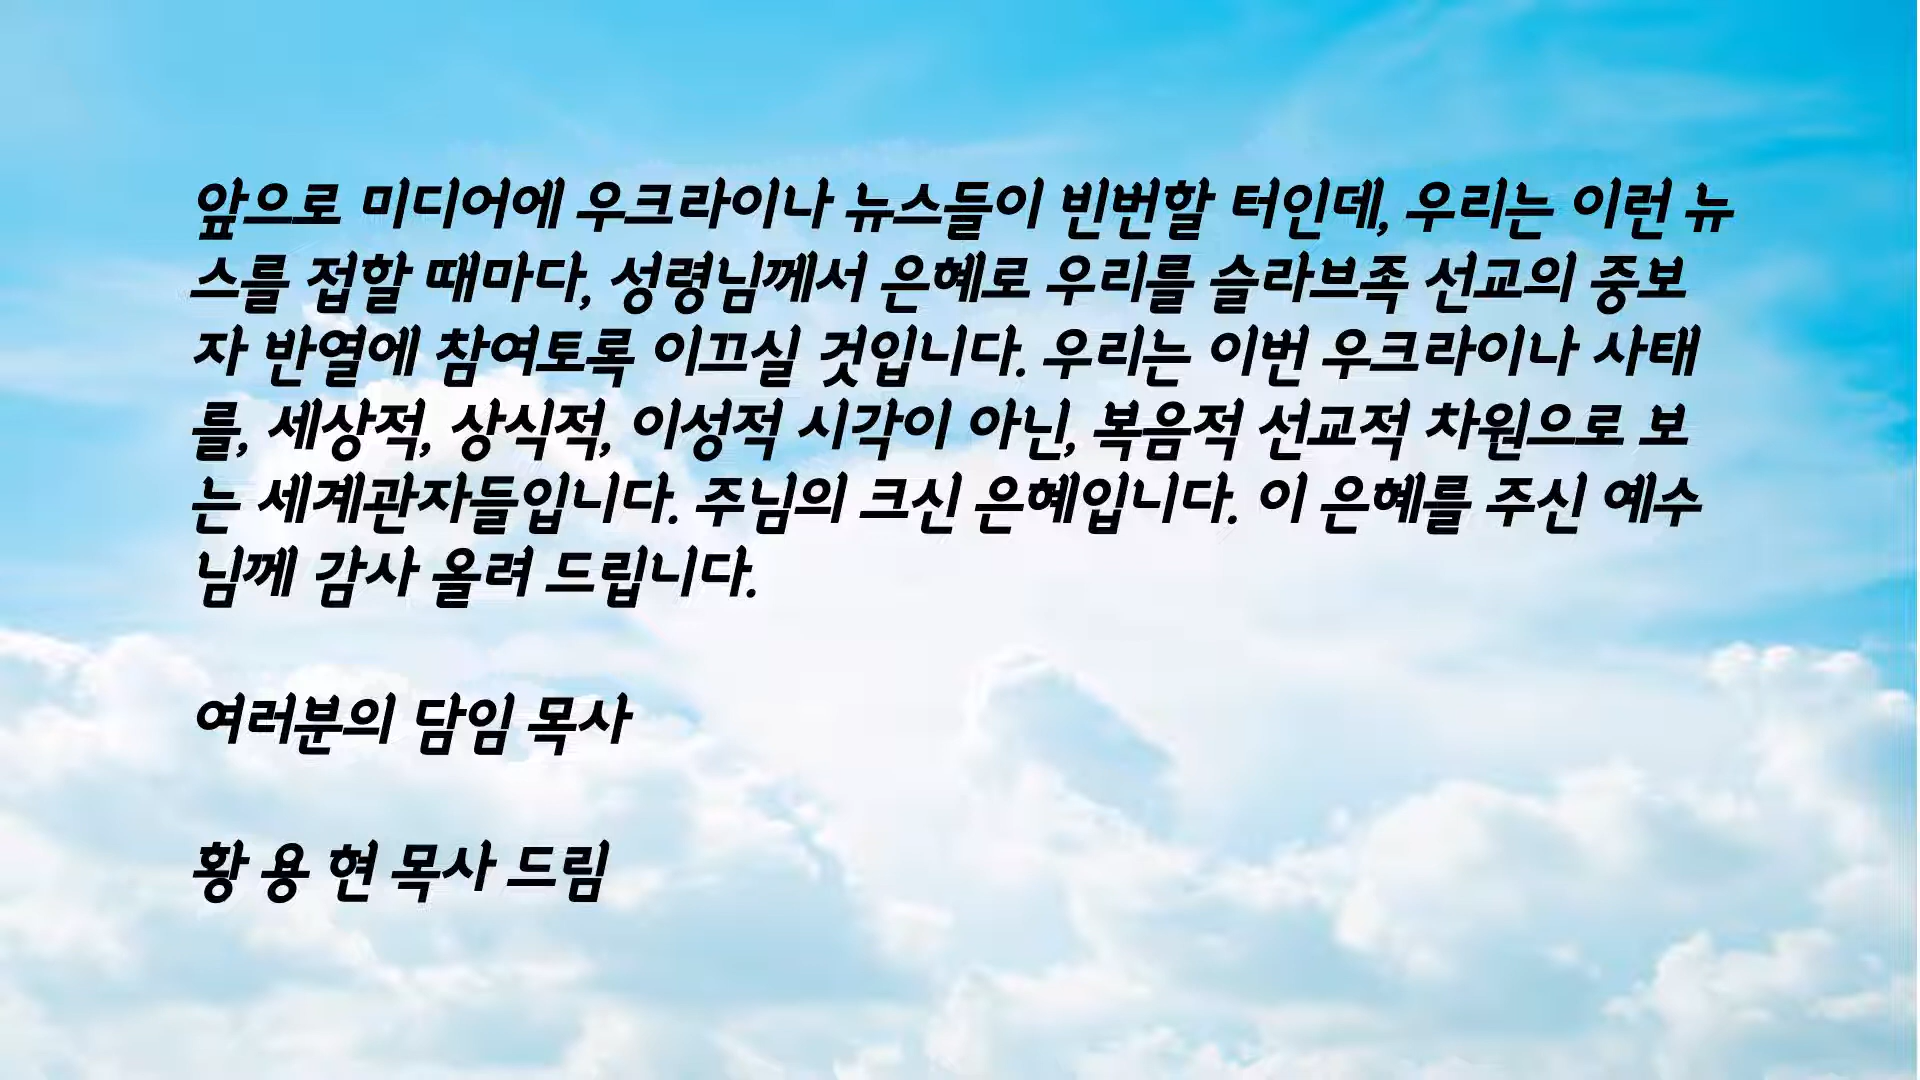 앞으로 미디어에 우크라이나 뉴스들이 빈번할 터인데, 우리는 이런 뉴
스를 접할 때마다, 성령님께서 은혜로 우리를 슬라브족 선교의 중보
자 반열에 참여토록 이끄실 것입니다. 우리는 이번 우크라이나 사태
를, 세상적, 상식적, 이성적 시각이 아닌, 복음적 선교적 차원으로 보
는 세계관자들입니다. 주님의 크신 은혜입니다. 이 은혜를 주신 예수
님께 감사 올려 드립니다.
여러분의 담임 목사
황 용 현 목사 드림